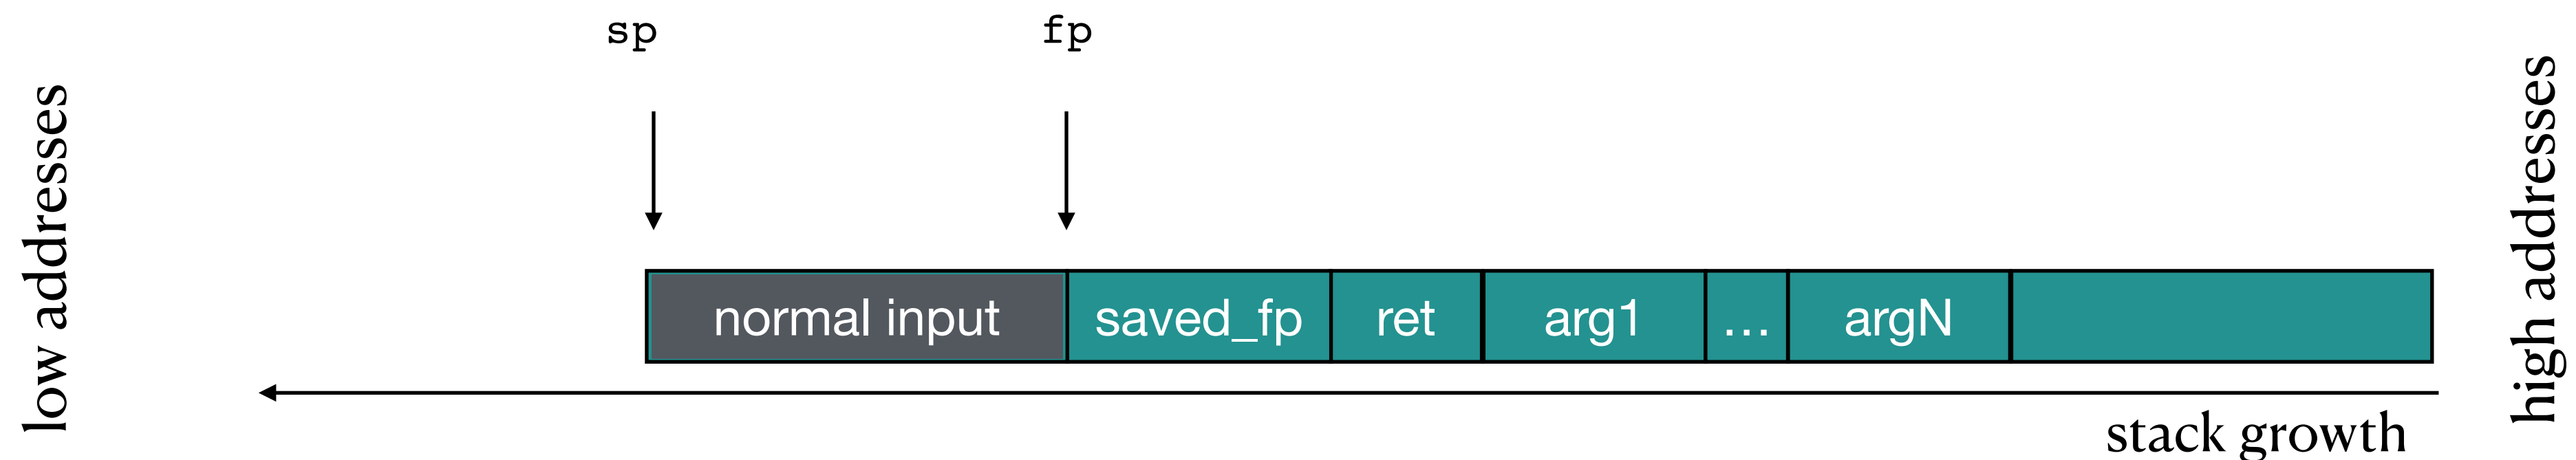 sp
fp
low addresses
high addresses
normal input
saved_fp
ret
arg1
...
argN
stack growth